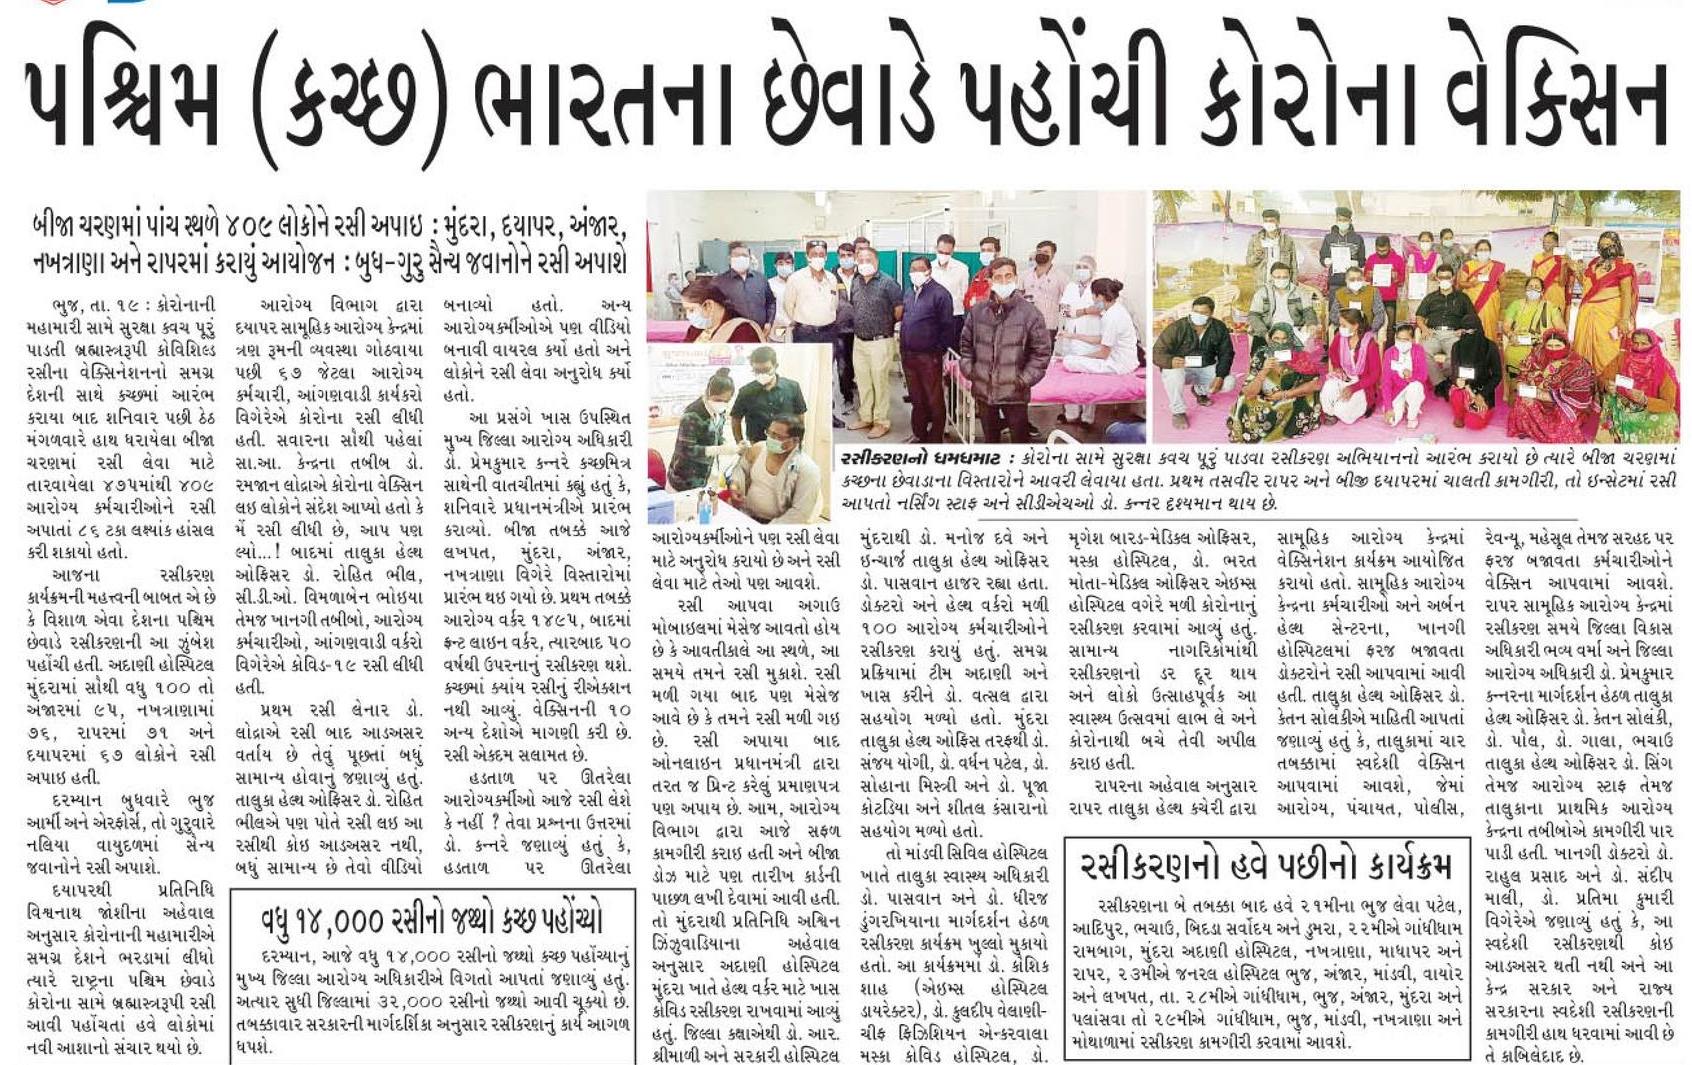 પશ્ચિમ (કચ્છ) ભારતના છેવાડે પહોંચી કોરોના વેક્સિન
બીજા ચરણમાં પાંચ સ્થળે ૪૦૯ લોકોને રસી અપાઇ : મુંદરા, દયાપર, અંજાર,
નખત્રાણા અને રાપરમાં કરાયું આયોજન : બુધ-ગુરુ સૈન્ય જવાનોને રસી અપાશે
ભુજ, તા. ૧૯ : કોરોનાની
મહામારી સામે સુરક્ષા કવચ પૂરું
પાડતી બ્રહ્માસ્ત્રરૂપી કોવિશિલ્ડ
રસીના વેક્સિનેશનનો સમગ્ર
દેશની સાથે કચ્છમાં આરંભ
કરાયા બાદ શનિવાર પછી ઠેઠ
મંગળવારે હાથ ધરાયેલા બીજા
ચરણમાં રસી લેવા માટે
તારવાયેલા ૪૭૫માંથી ૪૦૯
આરોગ્ય કર્મચારીઓને રસી
અપાતાં ૮૬ ટકા લક્ષ્યાંક હાંસલ
કરી શકાયો હતો.
આજના રસીકરણ
કાર્યક્રમની મહત્ત્વની બાબત એ છે
કે વિશાળ એવા દેશના પશ્ચિમ
છેવાડે રસીકરણની આ ઝુંબેશ
પહોંચી હતી. અદાણી હોસ્પિટલ
મુંદરામાં સૌથી વધુ ૧૦૦ તો
અંજારમાં ૯૫, નખત્રાણામાં
૭૬, રાપરમાં ૭૧ અને
દયાપરમાં ૬૭ લોકોને રસી
અપાઇ હતી.
દરમ્યાન બુધવારે ભુજ
આર્મી અને એરફોર્સ, તો ગુરુવારે
નલિયા વાયુદળમાં સૈન્ય
જવાનોને રસી અપાશે.
દયાપરથી પ્રતિનિધિ
વિશ્વનાથ જોશીના અહેવાલ
અનુસાર કોરોનાની મહામારીએ
સમગ્ર દેશને ભરડામાં લીધો
ત્યારે રાષ્ટ્રના પશ્ચિમ છેવાડે
કોરોના સામે બ્રહ્માસ્ત્રરૂપી રસી
આવી પહોંચતાં હવે લોકોમાં
નવી આશાનો સંચાર થયો છે.
આરોગ્ય વિભાગ દ્વારા
દયાપર સામૂહિક આરોગ્ય કેન્દ્રમાં
ત્રણ રૂમની વ્યવસ્થા ગોઠવાયા
પછી ૬૭ જેટલા આરોગ્ય
કર્મચારી, આંગણવાડી કાર્યકરો
વિગેરેએ કોરોના રસી લીધી
હતી. સવારના સૌથી પહેલાં
સા.આ. કેન્દ્રના તબીબ ડો.
રમજાન લોદ્રાએ કોરોના વેક્સિન
લઇ લોકોને સંદેશ આપ્યો હતો કે
મેં રસી લીધી છે, આપ પણ
લ્યો...! બાદમાં તાલુકા હેલ્થ
ઓફિસર ડો. રોહિત ભીલ,
સી.ડી.ઓ. વિમળાબેન ભોઇયા
તેમજ ખાનગી તબીબો, આરોગ્ય
કર્મચારીઓ, આંગણવાડી વર્કરો
વિગેરેએ કોવિડ-૧૯ રસી લીધી
હતી.
પ્રથમ રસી લેનાર ડો.
લોદ્રાએ રસી બાદ આડઅસર
વર્તાય છે તેવું પૂછતાં બધું
સામાન્ય હોવાનું જણાવ્યું હતું.
તાલુકા હેલ્થ ઓફિસર ડો. રોહિત
ભીલએ પણ પોતે રસી લઇ આ
રસીથી કોઇ આડઅસર નથી,
બધું સામાન્ય છે તેવો વીડિયો
બનાવ્યો હતો. અન્ય
આરોગ્યકર્મીઓએ પણ વીડિયો
બનાવી વાયરલ કર્યો હતો અને
લોકોને રસી લેવા અનુરોધ કર્યો
હતો.
આ પ્રસંગે ખાસ ઉપસ્થિત
મુખ્ય જિલ્લા આરોગ્ય અધિકારી
ડો. પ્રેમકુમાર કન્નરે કચ્છમિત્ર
સાથેની વાતચીતમાં કહ્યું હતું કે,
શનિવારે પ્રધાનમંત્રીએ પ્રારંભ
કરાવ્યો. બીજા તબક્કે આજે
લખપત, મુંદરા, અંજાર,
નખત્રાણા વિગેરે વિસ્તારોમાં
પ્રારંભ થઇ ગયો છે. પ્રથમ તબક્કે
આરોગ્ય વર્કર ૧૪૯૫, બાદમાં
ફ્રન્ટ લાઇન વર્કર, ત્યારબાદ ૫૦
વર્ષથી ઉપરનાનું રસીકરણ થશે.
કચ્છમાં ક્યાંય રસીનું રીએક્શન
નથી આવ્યું. વેક્સિનની ૧૦
અન્ય દેશોએ માગણી કરી છે.
રસી એકદમ સલામત છે.
હડતાળ પર ઊતરેલા
આરોગ્યકર્મીઓ આજે રસી લેશે
કે નહીં ? તેવા પ્રશ્નના ઉત્તરમાં
ડો. કન્નરે જણાવ્યું હતું કે,
હડતાળ પર ઊતરેલા
વધુ ૧૪,૦૦૦ રસીનો જથ્થો કચ્છ પહોંચ્યો
દરમ્યાન, આજે વધુ ૧૪,૦૦૦ રસીનો જથ્થો કચ્છ પહોંચ્યાનું
મુખ્ય જિલ્લા આરોગ્ય અધિકારીએ વિગતો આપતાં જણાવ્યું હતું.
અત્યાર સુધી જિલ્લામાં ૩૨,૦૦૦ રસીનો જથ્થો આવી ચૂક્યો છે.
તબક્કાવાર સરકારની માર્ગદર્શિકા અનુસાર રસીકરણનું કાર્ય આગળ
ધપશે.
રસીકરણનો ધમધમાટ : કોરોના સામે સુરક્ષા કવચ પૂરું પાડવા રસીકરણ અભિયાનનો આરંભ કરાયો છે ત્યારે બીજા ચરણમાં
કચ્છના છેવાડાના વિસ્તારોને આવરી લેવાયા હતા. પ્રથમ તસવીર રાપર અને બીજી દયાપરમાં ચાલતી કામગીરી, તો ઇન્સેટમાં રસી
આપતો નર્સિંગ સ્ટાફ અને સીડીએચઓ ડો. કન્નર દૃશ્યમાન થાય છે.
આરોગ્યકર્મીઓને પણ રસી લેવા
માટે અનુરોધ કરાયો છે અને રસી
લેવા માટે તેઓ પણ આવશે.
રસી આપવા અગાઉ
મોબાઇલમાં મેસેજ આવતો હોય
છે કે આવતીકાલે આ સ્થળે, આ
સમયે તમને રસી મુકાશે. રસી
મળી ગયા બાદ પણ મેસેજ
આવે છે કે તમને રસી મળી ગઇ
છે. રસી અપાયા બાદ
ઓનલાઇન પ્રધાનમંત્રી દ્વારા
તરત જ પ્રિન્ટ કરેલું પ્રમાણપત્ર
પણ અપાય છે. આમ, આરોગ્ય
વિભાગ દ્વારા આજે સફળ
કામગીરી કરાઇ હતી અને બીજા
ડોઝ માટે પણ તારીખ કાર્ડની
પાછળ લખી દેવામાં આવી હતી.
તો મુંદરાથી પ્રતિનિધિ અશ્વિન
ઝિંઝુવાડિયાના અહેવાલ
અનુસાર અદાણી હોસ્પિટલ
મુંદરા ખાતે હેલ્થ વર્કર માટે ખાસ
કોવિડ રસીકરણ રાખવામાં આવ્યું
હતું. જિલ્લા કક્ષાએથી ડો. આર.
શ્રીમાળી અને સરકારી હોસ્પિટલ
મુંદરાથી ડો. મનોજ દવે અને
ઇન્ચાર્જ તાલુકા હેલ્થ ઓફિસર
ડો. પાસવાન હાજર રહ્યા હતા.
ડોક્ટરો અને હેલ્થ વર્કરો મળી
૧૦૦ આરોગ્ય કર્મચારીઓને
રસીકરણ કરાયું હતું. સમગ્ર
પ્રક્રિયામાં ટીમ અદાણી અને
ખાસ કરીને ડો. વત્સલ દ્વારા
સહયોગ મળ્યો હતો. મુંદરા
તાલુકા હેલ્થ ઓફિસ તરફથી ડો.
સંજય યોગી, ડો. વર્ધન પટેલ, ડો.
સોહાના મિસ્ત્રી અને ડો. પૂજા
કોટડિયા અને શીતલ કંસારાનો
સહયોગ મળ્યો હતો.
તો માંડવી સિવિલ હોસ્પિટલ
ખાતે તાલુકા સ્વાસ્થ્ય અધિકારી
ડો. પાસવાન અને ડો. ધીરજ
ડુંગરખિયાના માર્ગદર્શન હેઠળ
રસીકરણ કાર્યક્રમ ખુલ્લો મુકાયો
હતો. આ કાર્યક્રમમાં ડો. કૌશિક
શાહ (એઇમ્સ હોસ્પિટલ
ડાયરેક્ટર), ડો. કુલદીપ વેલાણી-
ચીફ ફિઝિશિયન એન્કરવાલા
મસ્કા કોવિડ હોસ્પિટલ, ડો.
મૃગેશ બારડ-મેડિકલ ઓફિસર,
મસ્કા હોસ્પિટલ, ડો. ભરત
મોતા-મેડિકલ ઓફિસર એઇમ્સ
હોસ્પિટલ વગેરે મળી કોરોનાનું
રસીકરણ કરવામાં આવ્યું હતું.
સામાન્ય નાગરિકોમાંથી
રસીકરણનો ડર દૂર થાય
અને લોકો ઉત્સાહપૂર્વક આ
સ્વાસ્થ્ય ઉત્સવમાં લાભ લે અને
કોરોનાથી બચે તેવી અપીલ
કરાઇ હતી.
રાપરના અહેવાલ અનુસાર
રાપર તાલુકા હેલ્થ કચેરી દ્વારા
સામૂહિક આરોગ્ય કેન્દ્રમાં
વેક્સિનેશન કાર્યક્રમ આયોજિત
કરાયો હતો. સામૂહિક આરોગ્ય
કેન્દ્રના કર્મચારીઓ અને અર્બન
હેલ્થ સેન્ટરના, ખાનગી
હોસ્પિટલમાં ફરજ બજાવતા
ડોક્ટરોને રસી આપવામાં આવી
હતી. તાલુકા હેલ્થ ઓફિસર ડો.
કેતન સોલંકીએ માહિતી આપતાં
જણાવ્યું હતું કે, તાલુકામાં ચાર
તબક્કામાં સ્વદેશી વેક્સિન
આપવામાં આવશે, જેમાં
આરોગ્ય, પંચાયત, પોલીસ,
રેવન્યૂ, મહેસૂલ તેમજ સરહદ પર
ફરજ બજાવતા કર્મચારીઓને
વેક્સિન આપવામાં આવશે.
રાપર સામૂહિક આરોગ્ય કેન્દ્રમાં
રસીકરણ સમયે જિલ્લા વિકાસ
અધિકારી ભવ્ય વર્મા અને જિલ્લા
આરોગ્ય અધિકારી ડો. પ્રેમકુમાર
કન્નરના માર્ગદર્શન હેઠળ તાલુકા
હેલ્થ ઓફિસર ડો. કેતન સોલંકી,
ડો. પૌલ, ડો. ગાલા, ભચાઉ
તાલુકા હેલ્થ ઓફિસર ડો. સિંગ
તેમજ આરોગ્ય સ્ટાફ તેમજ
તાલુકાના પ્રાથમિક આરોગ્ય
કેન્દ્રના તબીબોએ કામગીરી પાર
પાડી હતી. ખાનગી ડોક્ટરો ડો.
રાહુલ પ્રસાદ અને ડો. સંદીપ
માલી, ડો. પ્રતિમા કુમારી
વિગેરેએ જણાવ્યું હતું કે, આ
સ્વદેશી રસીકરણથી કોઇ
આડઅસર થતી નથી અને આ
કેન્દ્ર સરકાર અને રાજ્ય
સરકારના સ્વદેશી રસીકરણની
કામગીરી હાથ ધરવામાં આવી છે
તે કાબિલેદાદ છે.
રસીકરણનો હવે પછીનો કાર્યક્રમ
રસીકરણના બે તબક્કા બાદ હવે ૨૧મીના ભુજ લેવા પટેલ,
આદિપુર, ભચાઉ, બિદડા સર્વોદય અને ડુમરા, ૨૨મીએ ગાંધીધામ
રામબાગ, મુંદરા અદાણી હોસ્પિટલ, નખત્રાણા, માધાપર અને
રાપર, ૨૩મીએ જનરલ હોસ્પિટલ ભુજ, અંજાર, માંડવી, વાયોર
અને લખપત, તા. ૨૮મીએ ગાંધીધામ, ભુજ, અંજાર, મુંદરા અને
પલાંસવા તો ૨૯મીએ ગાંધીધામ, ભુજ, માંડવી, નખત્રાણા અને
મોથાળામાં રસીકરણ કામગીરી કરવામાં આવશે.